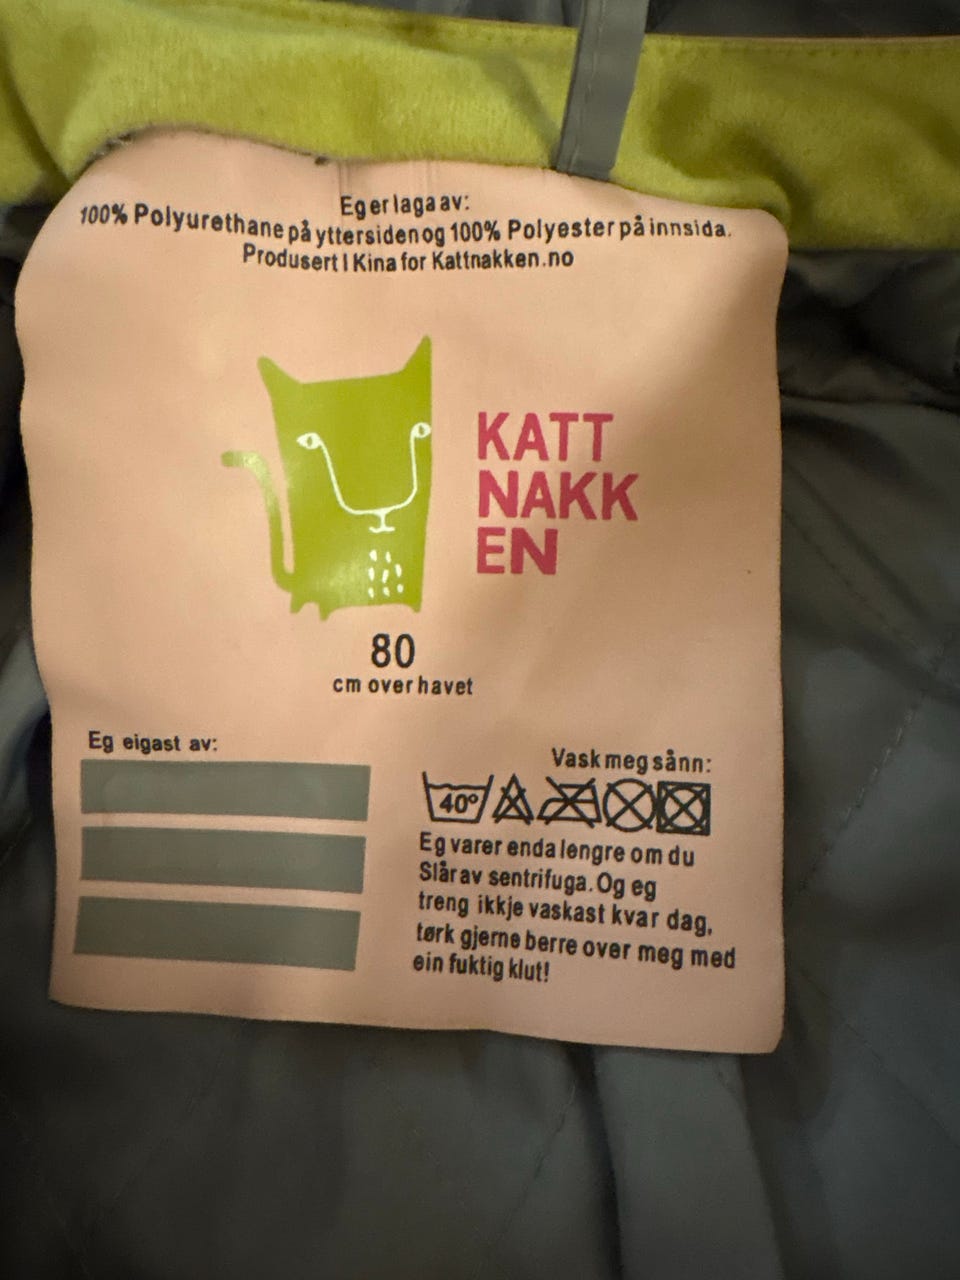 Eg er laga av:
100% Polyurethane på yttersiden og 100% Polyester på innsida.
Produsert I Kina for Kattnakken.no
KATT
NAKK
EN
80
cm over havet
Eg eigast av:
Vask meg sånn:
40°
Eg varer enda lengre om du
Slår av sentrifuga. Og eg
treng ikkje vaskast kvar dag,
tørk gjerne berre over meg med
ein fuktig klut!